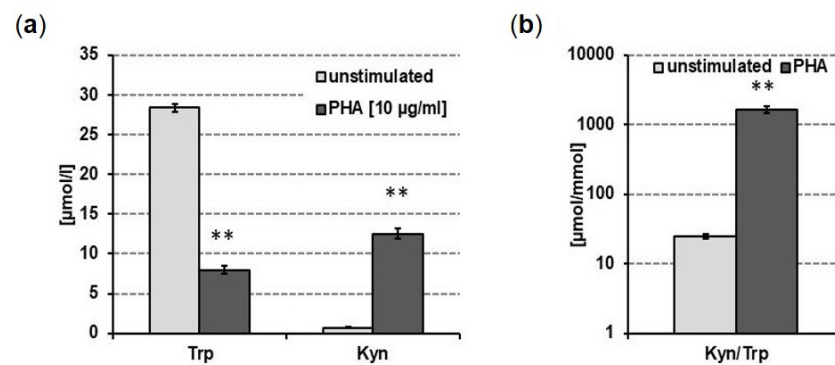 (a)
35
30
25
20
15
10
5
0
[µmol/l]
unstimulated
PHA [10 µg/ml]
**
**
Trp
Kyn
(b)
10000
1000
100
10
1
[µmol/mmol]
unstimulated PHA
**
Kyn/Trp